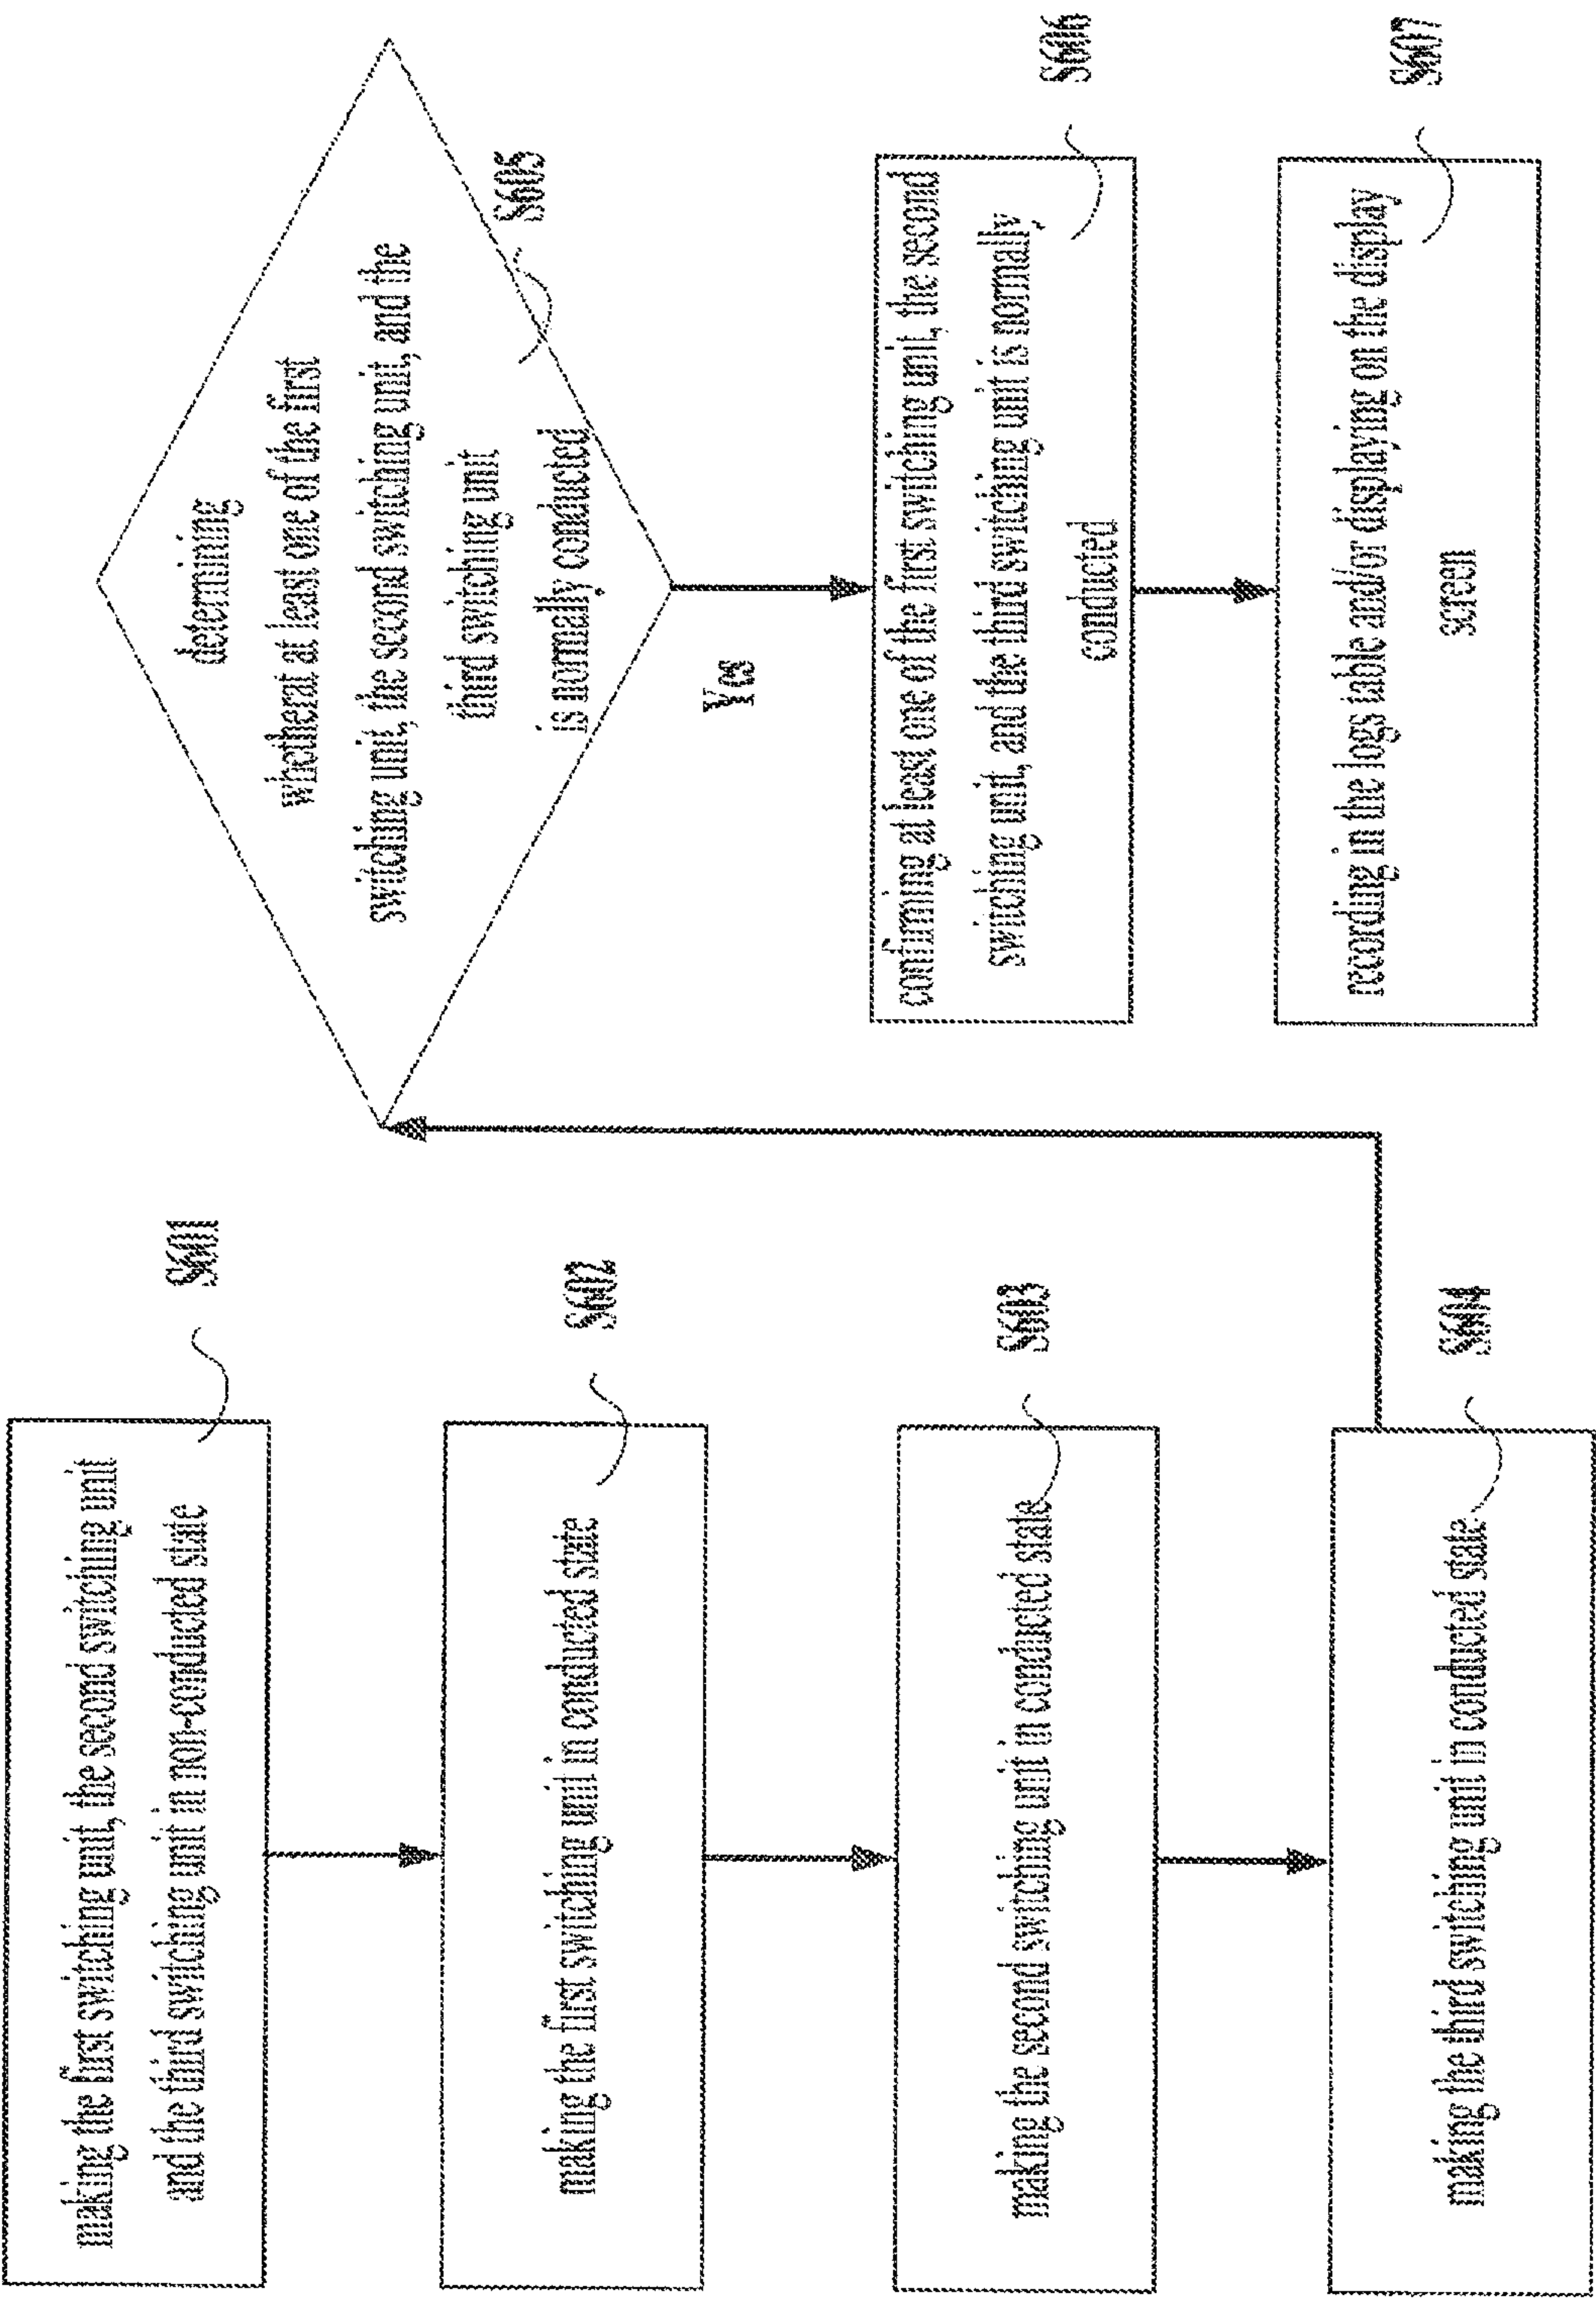 making the first switching unit, the second switching unit
and the third switching unit in non-conducted state
S601
making the first switching unit in conducted state
S602
making the second switching unit in conducted state
S603
making the third switching unit in conducted state
S604
determining
whetherat at least one of the first
switching unit, the second switching unit, and the
third switching unit
is normally conducted
S605
Yes
confirming at least one of the first switching unit, the second
switching unit, and the third switching unit is normally
conducted
S606
recording in the logs table and/or displaying on the display
screen
S607